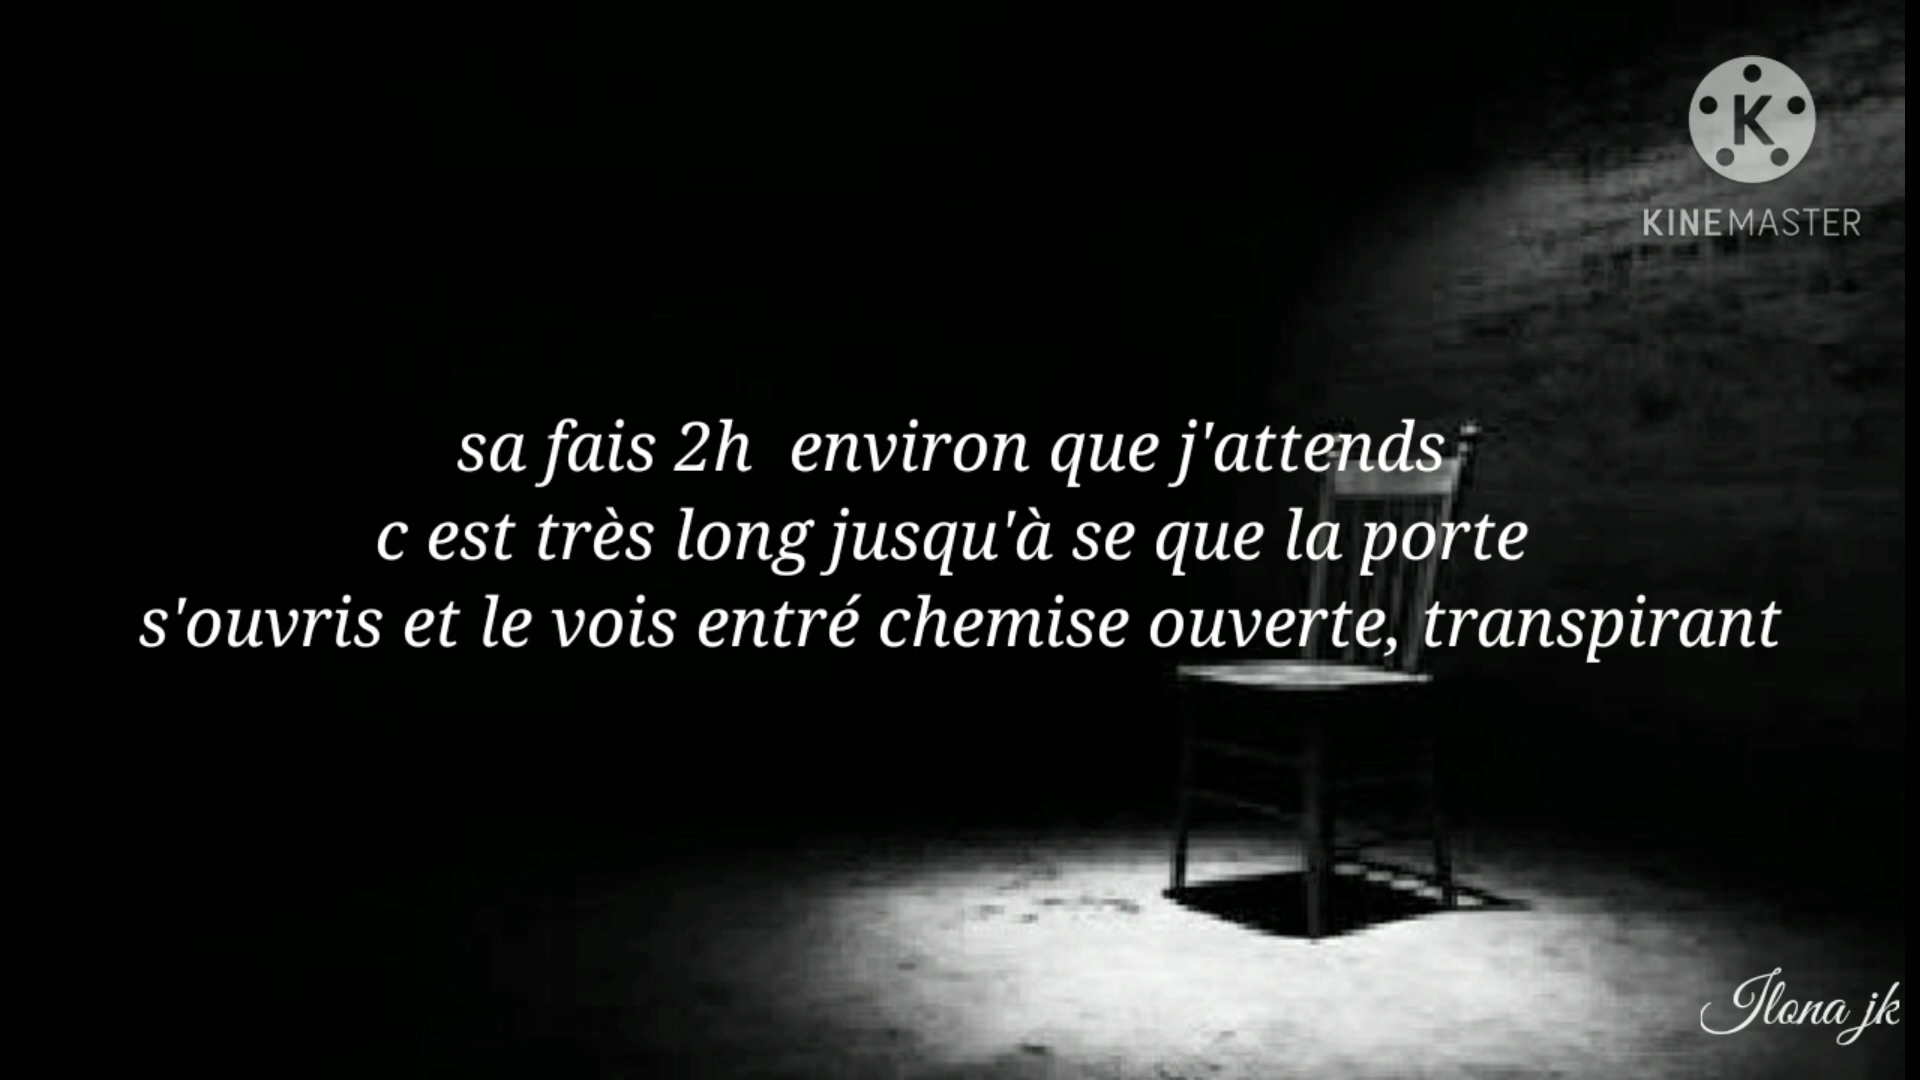 K
KINEMASTER
sa fais 2h  environ que j'attends
c est très long jusqu'à se que la porte
s'ouvris et le vois entré chemise ouverte, transpirant
Ilona jk